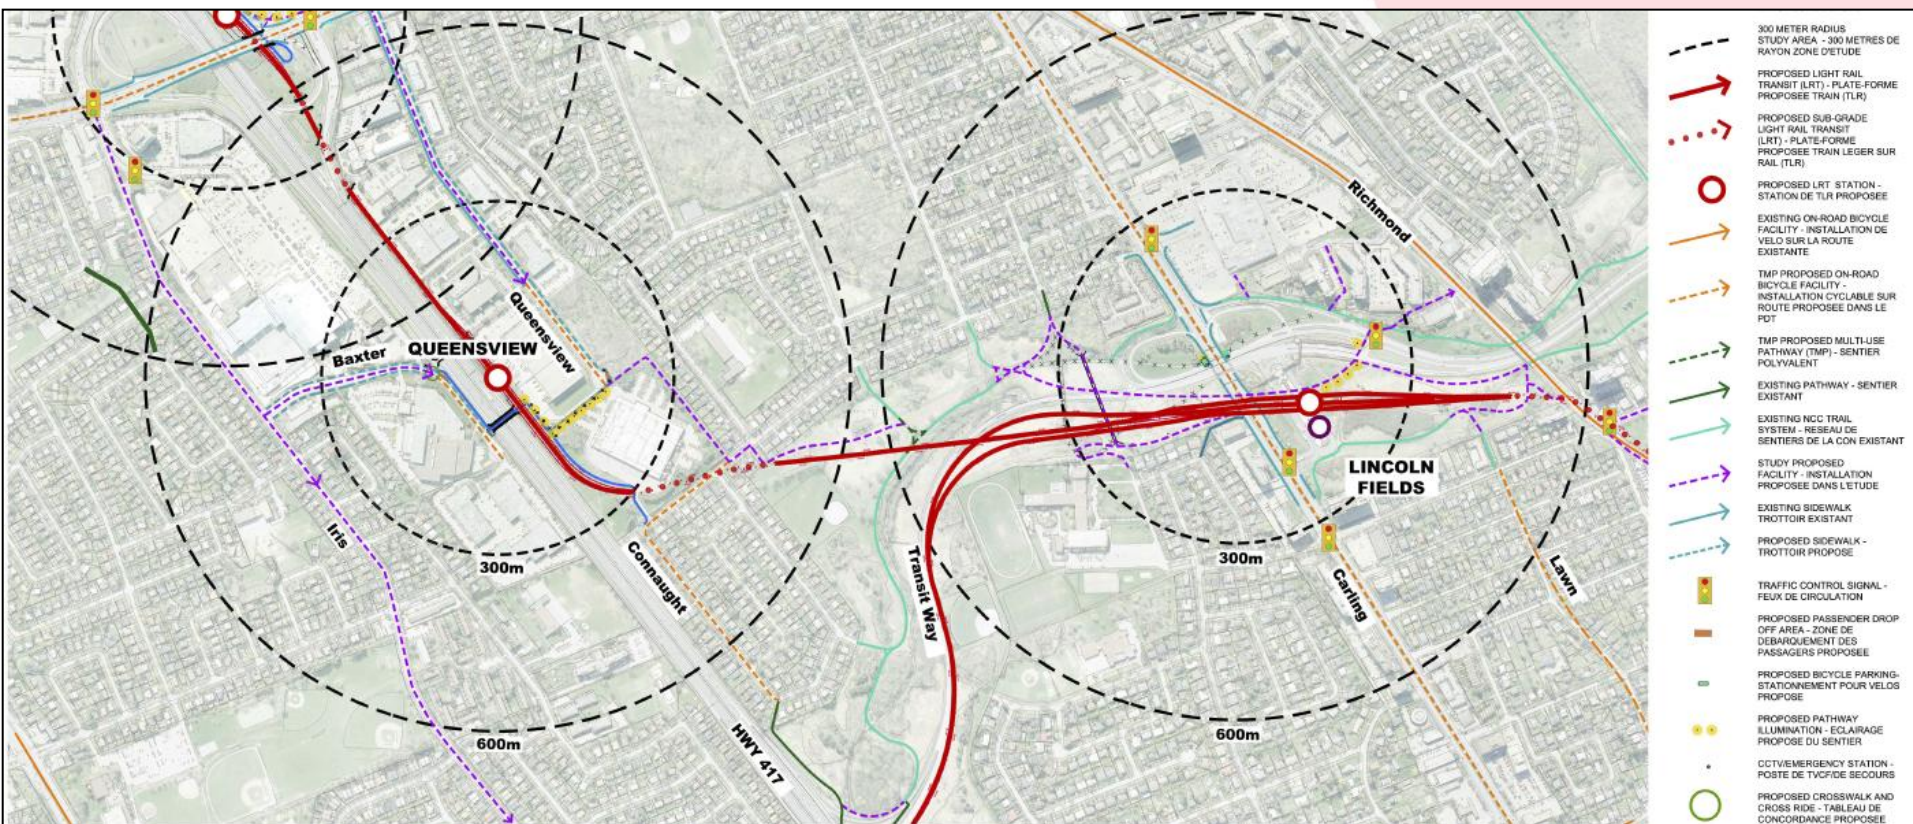 Richmond
Queensview
Baxter
QUEENSVIEW
LINCOLN
FIELDS
Iris
300m
Connaught
Transit Way
300m
Carling
Lawn
HWY 417
600m
600m
300 METER RADIUS
STUDY AREA - 300 METRES DE
RAYON ZONE D'ETUDE
PROPOSED LIGHT RAIL
TRANSIT (LRT) - PLATE-FORME
PROPOSEE TRAIN (TLR)
PROPOSED SUB-GRADE
LIGHT RAIL TRANSIT
(LRT) - PLATE-FORME
PROPOSEE TRAIN LEGER SUR
RAIL (TLR)
PROPOSED LRT STATION -
STATION DE TLR PROPOSEE
EXISTING ON-ROAD BICYCLE
FACILITY - INSTALLATION DE
VELO SUR LA ROUTE
EXISTANTE
TMP PROPOSED ON-ROAD
BICYCLE FACILITY -
INSTALLATION CYCLABLE SUR
ROUTE PROPOSEE DANS LE
PDT
TMP PROPOSED MULTI-USE
PATHWAY (TMP) - SENTIER
POLYVALENT
EXISTING PATHWAY - SENTIER
EXISTANT
EXISTING NCC TRAIL
SYSTEM - RESEAU DE
SENTIERS DE LA CCN EXISTANT
STUDY PROPOSED
FACILITY - INSTALLATION
PROPOSEE DANS L'ETUDE
EXISTING SIDEWALK
TROTTOIR EXISTANT
PROPOSED SIDEWALK -
TROTTOIR PROPOSE
TRAFFIC CONTROL SIGNAL -
FEUX DE CIRCULATION
PROPOSED PASSENDER DROP
OFF AREA - ZONE DE
DEBARQUEMENT DES
PASSAGERS PROPOSEE
PROPOSED BICYCLE PARKING-
STATIONNEMENT POUR VELOS
PROPOSE
PROPOSED PATHWAY
ILLUMINATION - ECLAIRAGE
PROPOSE DU SENTIER
CCTV/EMERGENCY STATION -
POSTE DE TVCF/DE SECOURS
PROPOSED CROSSWALK AND
CROSS RIDE - TABLEAU DE
CONCORDANCE PROPOSEE